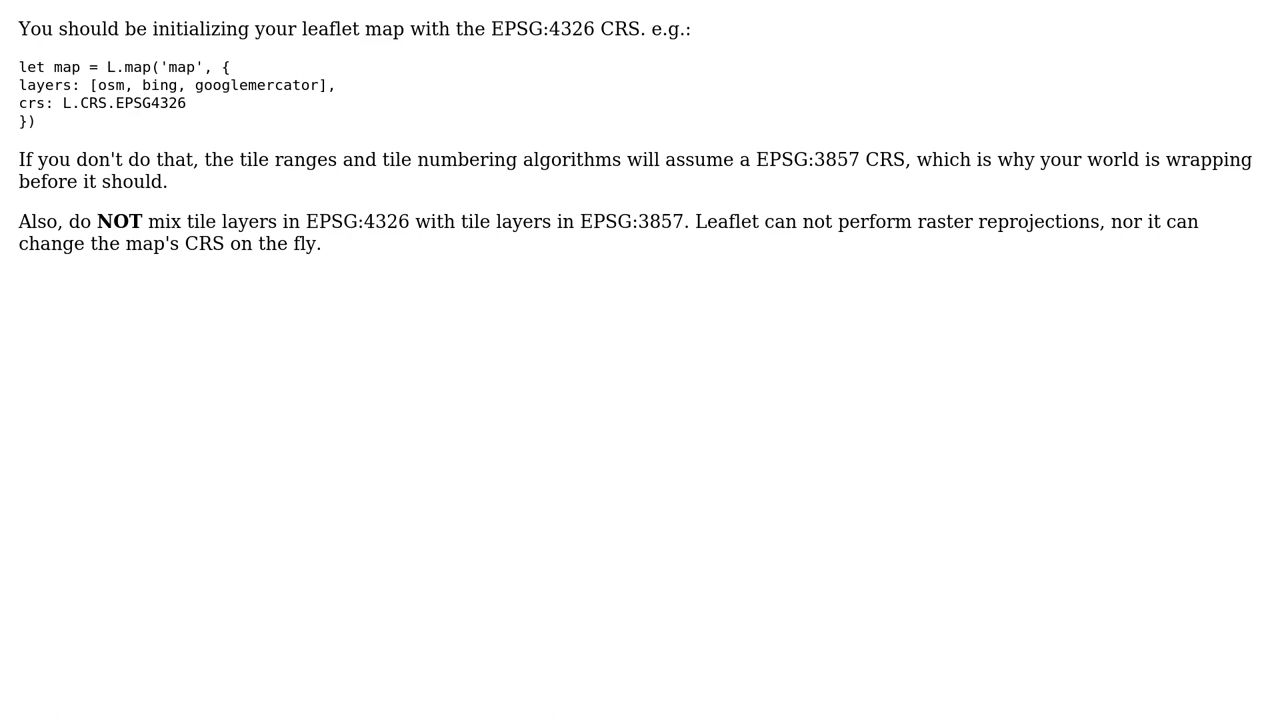 You should be initializing your leaflet map with the EPSG:4326 CRS. e.g.:
let map = L.map('map', {
layers: [osm, bing, googlemercator],
crs: L.CRS.EPSG4326
})
If you don't do that, the tile ranges and tile numbering algorithms will assume a EPSG:3857 CRS, which is why your world is wrapping
before it should.
Also, do NOT mix tile layers in EPSG:4326 with tile layers in EPSG:3857. Leaflet can not perform raster reprojections, nor it can
change the map's CRS on the fly.